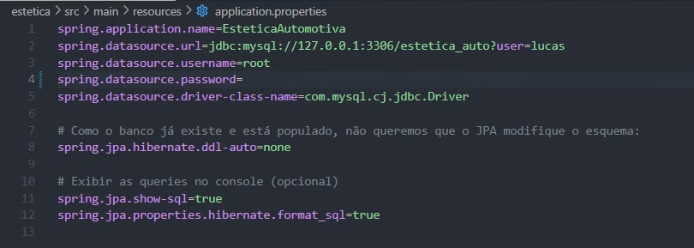 estetica > src > main > resources > application.properties
1 spring.application.name=EsteticaAutomotiva
2 spring.datasource.url=jdbc:mysql://127.0.0.1:3306/estetica_auto?user=lucas
3 spring.datasource.username=root
4 spring.datasource.password=
5 spring.datasource.driver-class-name=com.mysql.cj.jdbc.Driver
6
7 # Como o banco já existe e está populado, não queremos que o JPA modifique o esquema:
8 spring.jpa.hibernate.ddl-auto=none
9
10 # Exibir as queries no console (opcional)
11 spring.jpa.show-sql=true
12 spring.jpa.properties.hibernate.format_sql=true
13